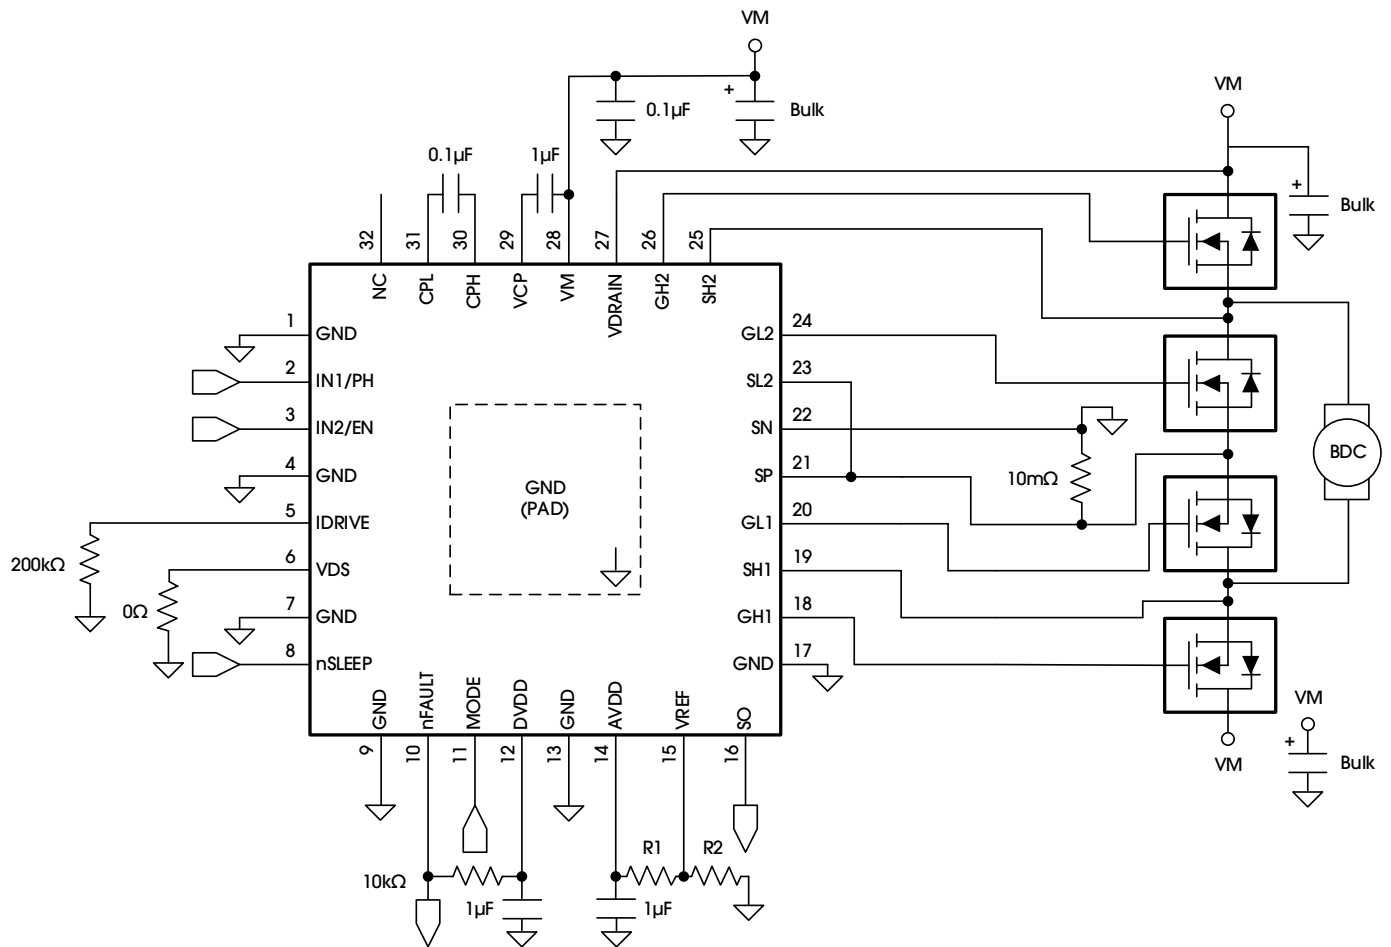 VM
+
0.1µF
Bulk
VM
0.1µF
1µF
+
Bulk
32
31
30
29
28
27
26
25
NC
CPL
CPH
VCP
VM
VDRAIN
GH2
SH2
1
GND
GL2
24
2
IN1/PH
SL2
23
3
IN2/EN
SN
22
4
GND
SP
21
10mΩ
BDC
GND
(PAD)
5
IDRIVE
GL1
20
200kΩ
6
VDS
SH1
19
0Ω
7
GND
GH1
18
8
nSLEEP
GND
17
GND
nFAULT
MODE
DVDD
GND
AVDD
VREF
SO
9
10
11
12
13
14
15
16
VM
+
VM
Bulk
R1
R2
10kΩ
1µF
1µF